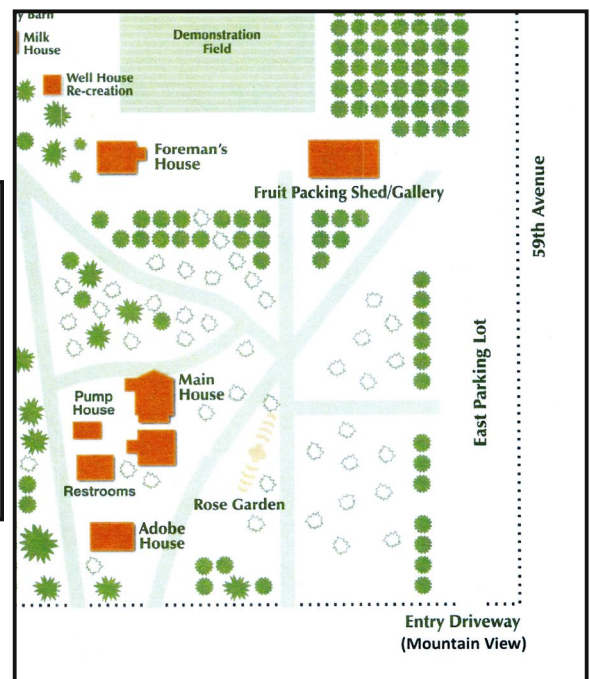 y Barn
Milk
House
Demonstration
Field
Well House
Re-creation
Foreman's
House
Fruit Packing Shed/Gallery
59th Avenue
East Parking Lot
Main
House
Pump
House
Restrooms
Rose Garden
Adobe
House
Entry Driveway
(Mountain View)